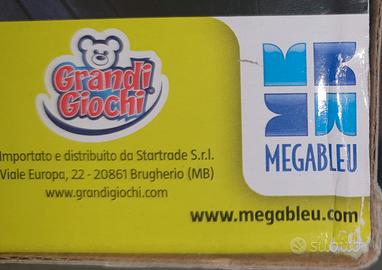 Grandi
Giochi
MEGABLEU
Importato e distribuito da Startrade S.r.l.
Viale Europa, 22 - 20861 Brugherio (MB)
www.grandigiochi.com
www.megableu.com
subito